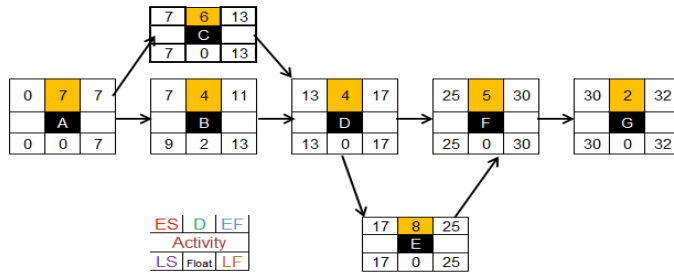 7 6 13
C
7 0 13
0 7 7
A
0 0 7
7 4 11
B
9 2 13
13 4 17
D
13 0 17
25 5 30
F
25 0 30
30 2 32
G
30 0 32
17 8 25
E
17 0 25
ES D EF
Activity
LS Float LF